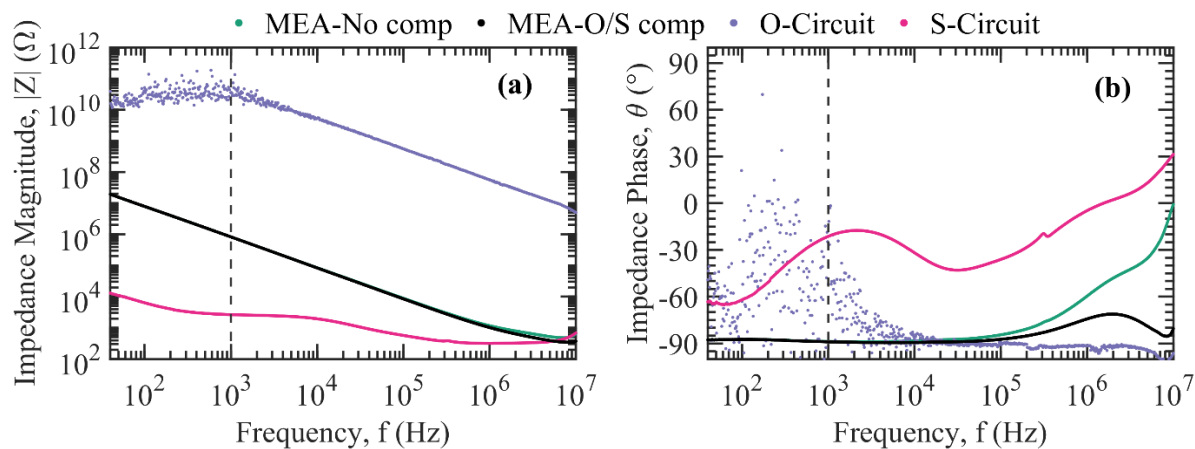 MEA-No comp MEA-O/S comp O-Circuit S-Circuit
Impedance Magnitude, |Z| (Ω)
10^12
10^10
10^8
10^6
10^4
10^2
(a)
10^2 10^3 10^4 10^5 10^6 10^7
Frequency, f (Hz)
Impedance Phase, θ (°)
90
60
30
0
-30
-60
-90
(b)
10^2 10^3 10^4 10^5 10^6 10^7
Frequency, f (Hz)